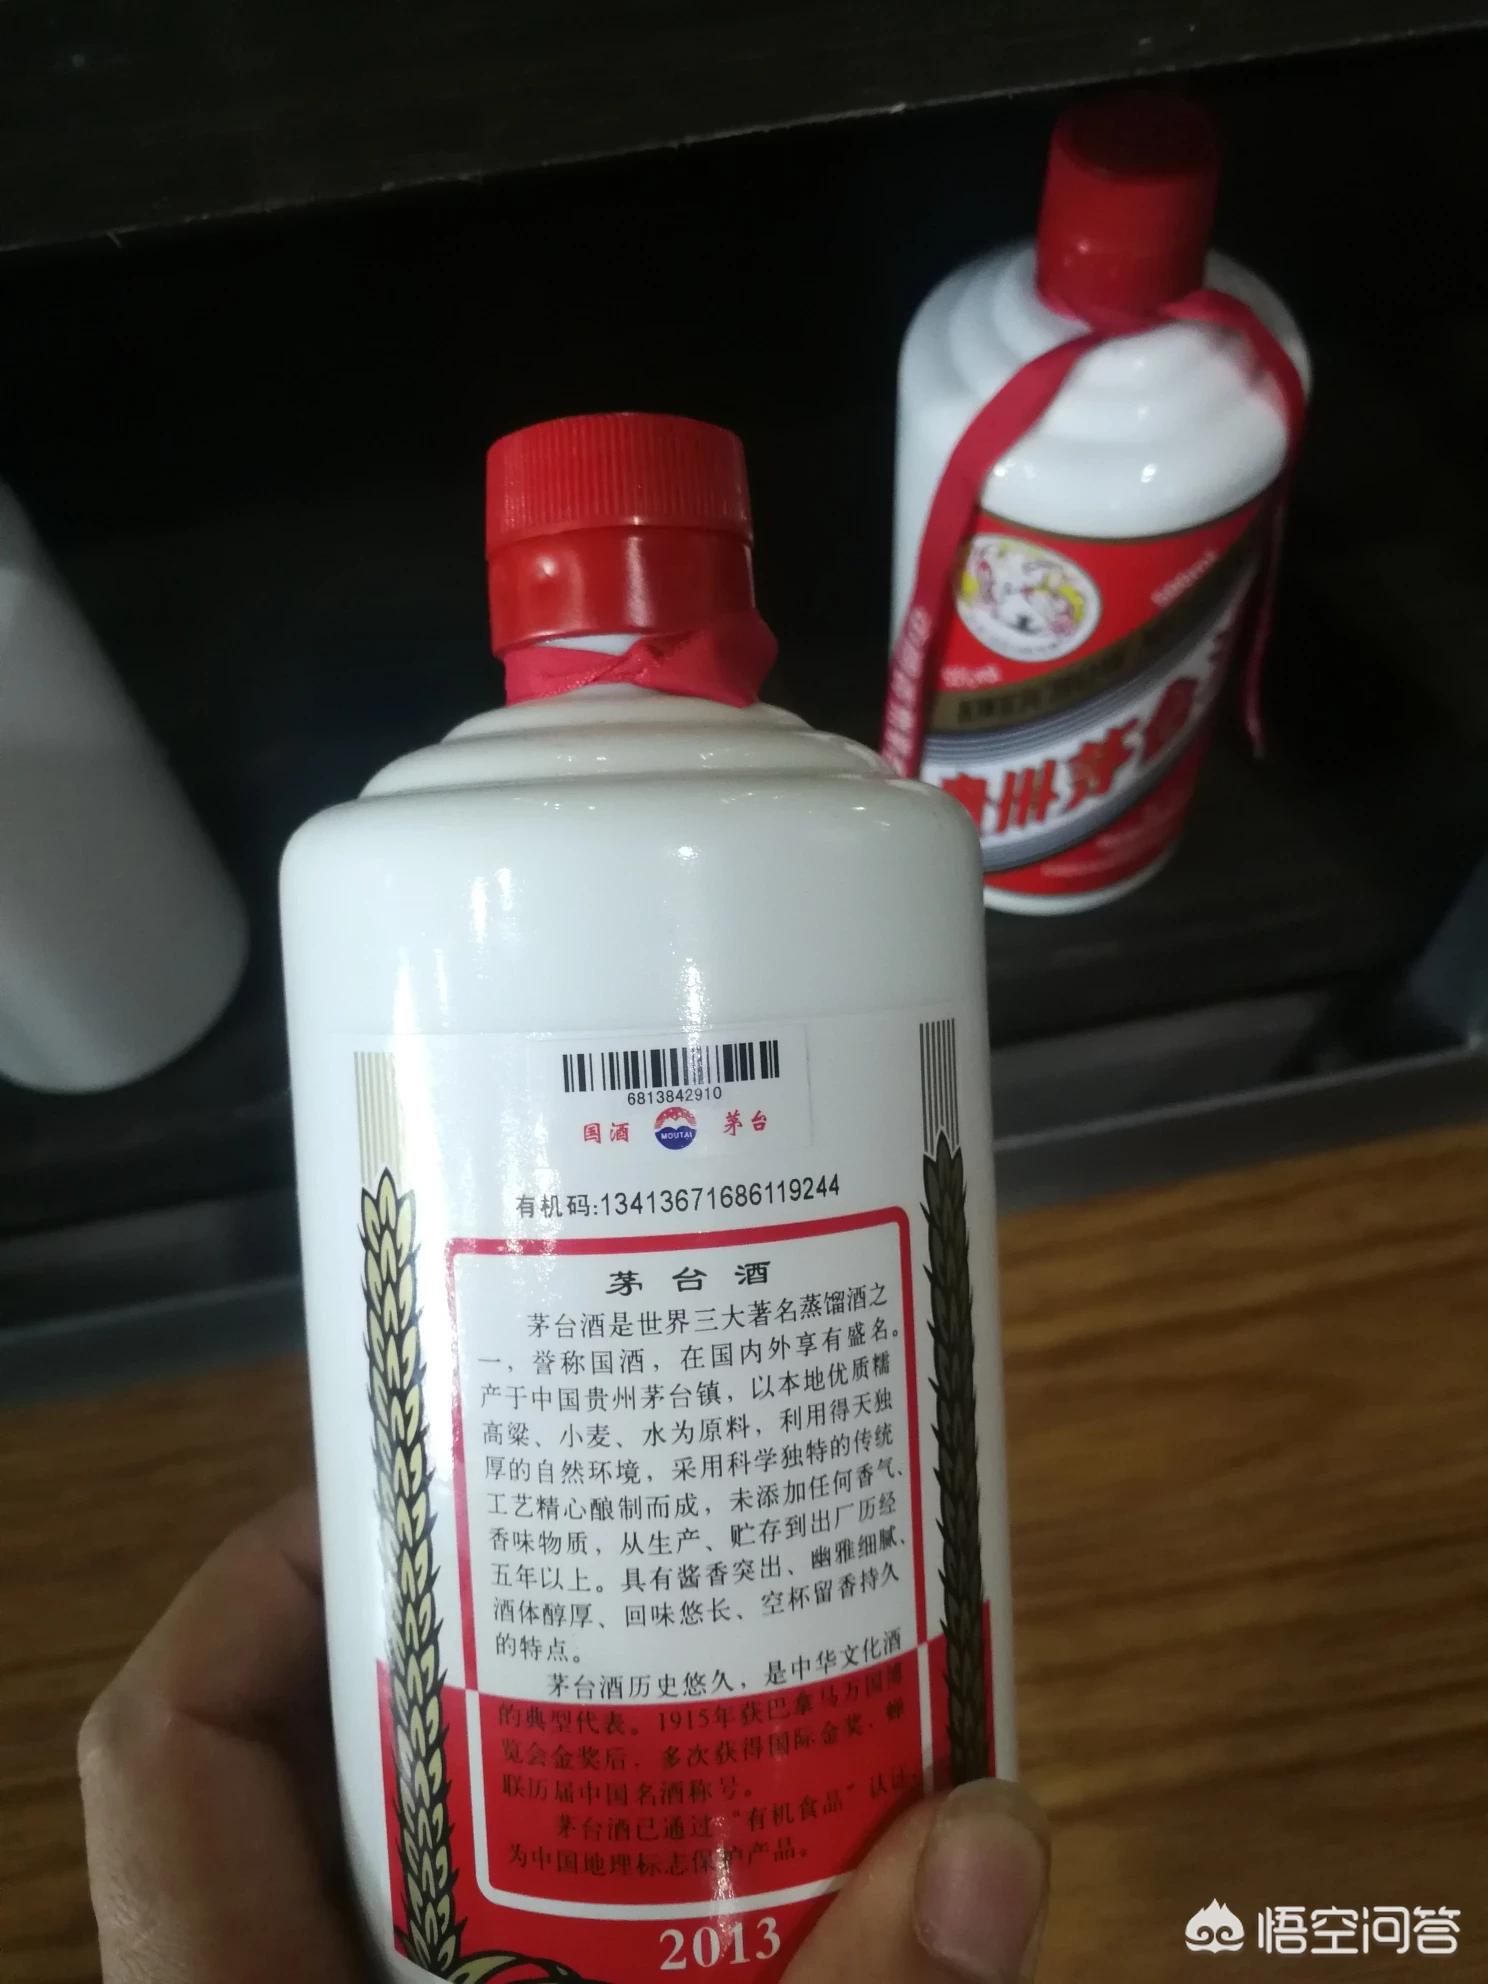 贵州茅台
6813842910
国酒 MOUTAI 茅台
有机码:13413671686119244
茅台酒
茅台酒是世界三大著名蒸馏酒之
一，誉称国酒，在国内外享有盛名。
产于中国贵州茅台镇，以本地优质糯
高粱、小麦、水为原料，利用得天独
厚的自然环境，采用科学独特的传统
工艺精心酿制而成，未添加任何香气、
香味物质，从生产、贮存到出厂历经
五年以上。具有酱香突出、幽雅细腻、
酒体醇厚、回味悠长、空杯留香持久
的特点。
茅台酒历史悠久，是中华文化酒
的典型代表。1915年获巴拿马万国博
览会金奖后，多次获得国际金奖，蝉
联历届中国名酒称号。
茅台酒已通过“有机食品”认证，
为中国地理标志保护产品。
2013
悟空问答